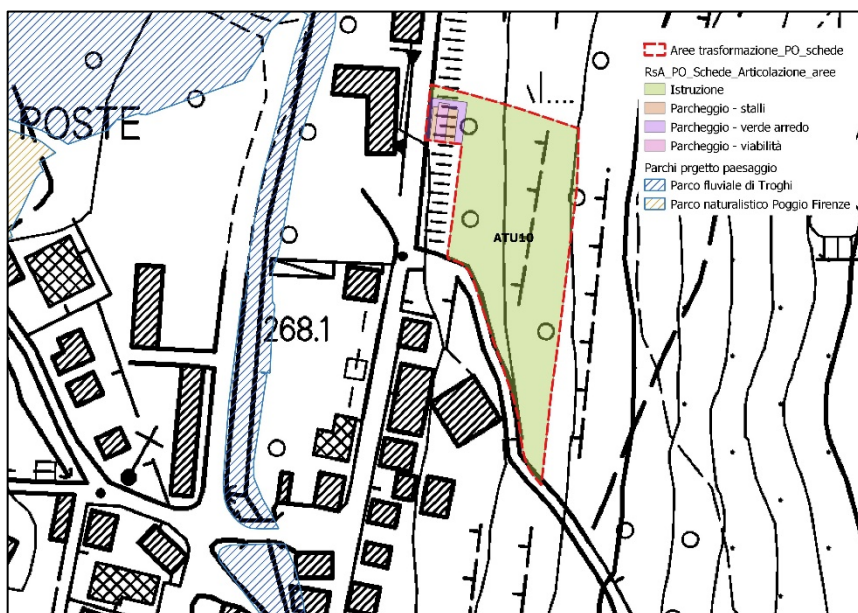 Aree trasformazione_PO_schede
RsA_PO_Schede_Articolazione_aree
Istruzione
Parcheggio - stalli
Parcheggio - verde arredo
Parcheggio - viabilità
Parchi prgetto paesaggio
Parco fluviale di Troghi
Parco naturalistico Poggio Firenze
POSTE
ATU10
268.1